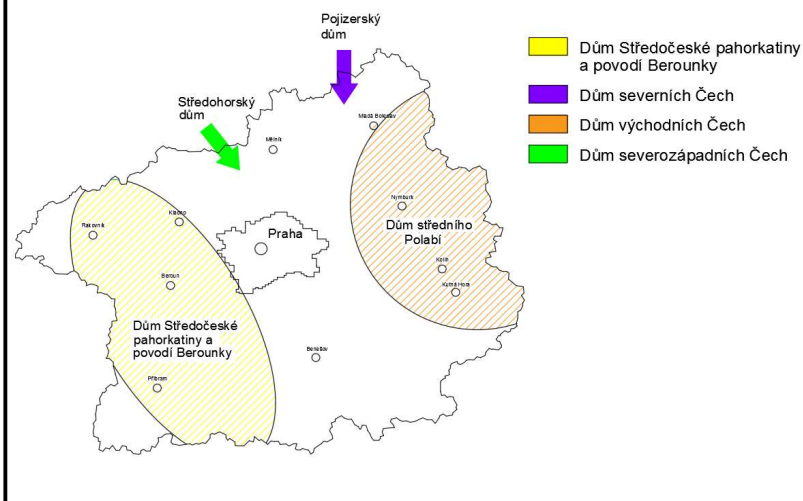 Pojizerský
dům
Středohorský
dům
Mělník
Mladá Boleslav
Nymburk
Dům středního
Polabí
Kolín
Kutná Hora
Rakovník
Kladno
Praha
Beroun
Dům Středočeské
pahorkatiny a
povodí Berounky
Benešov
Příbram
Dům Středočeské pahorkatiny
a povodí Berounky
Dům severních Čech
Dům východních Čech
Dům severozápadních Čech